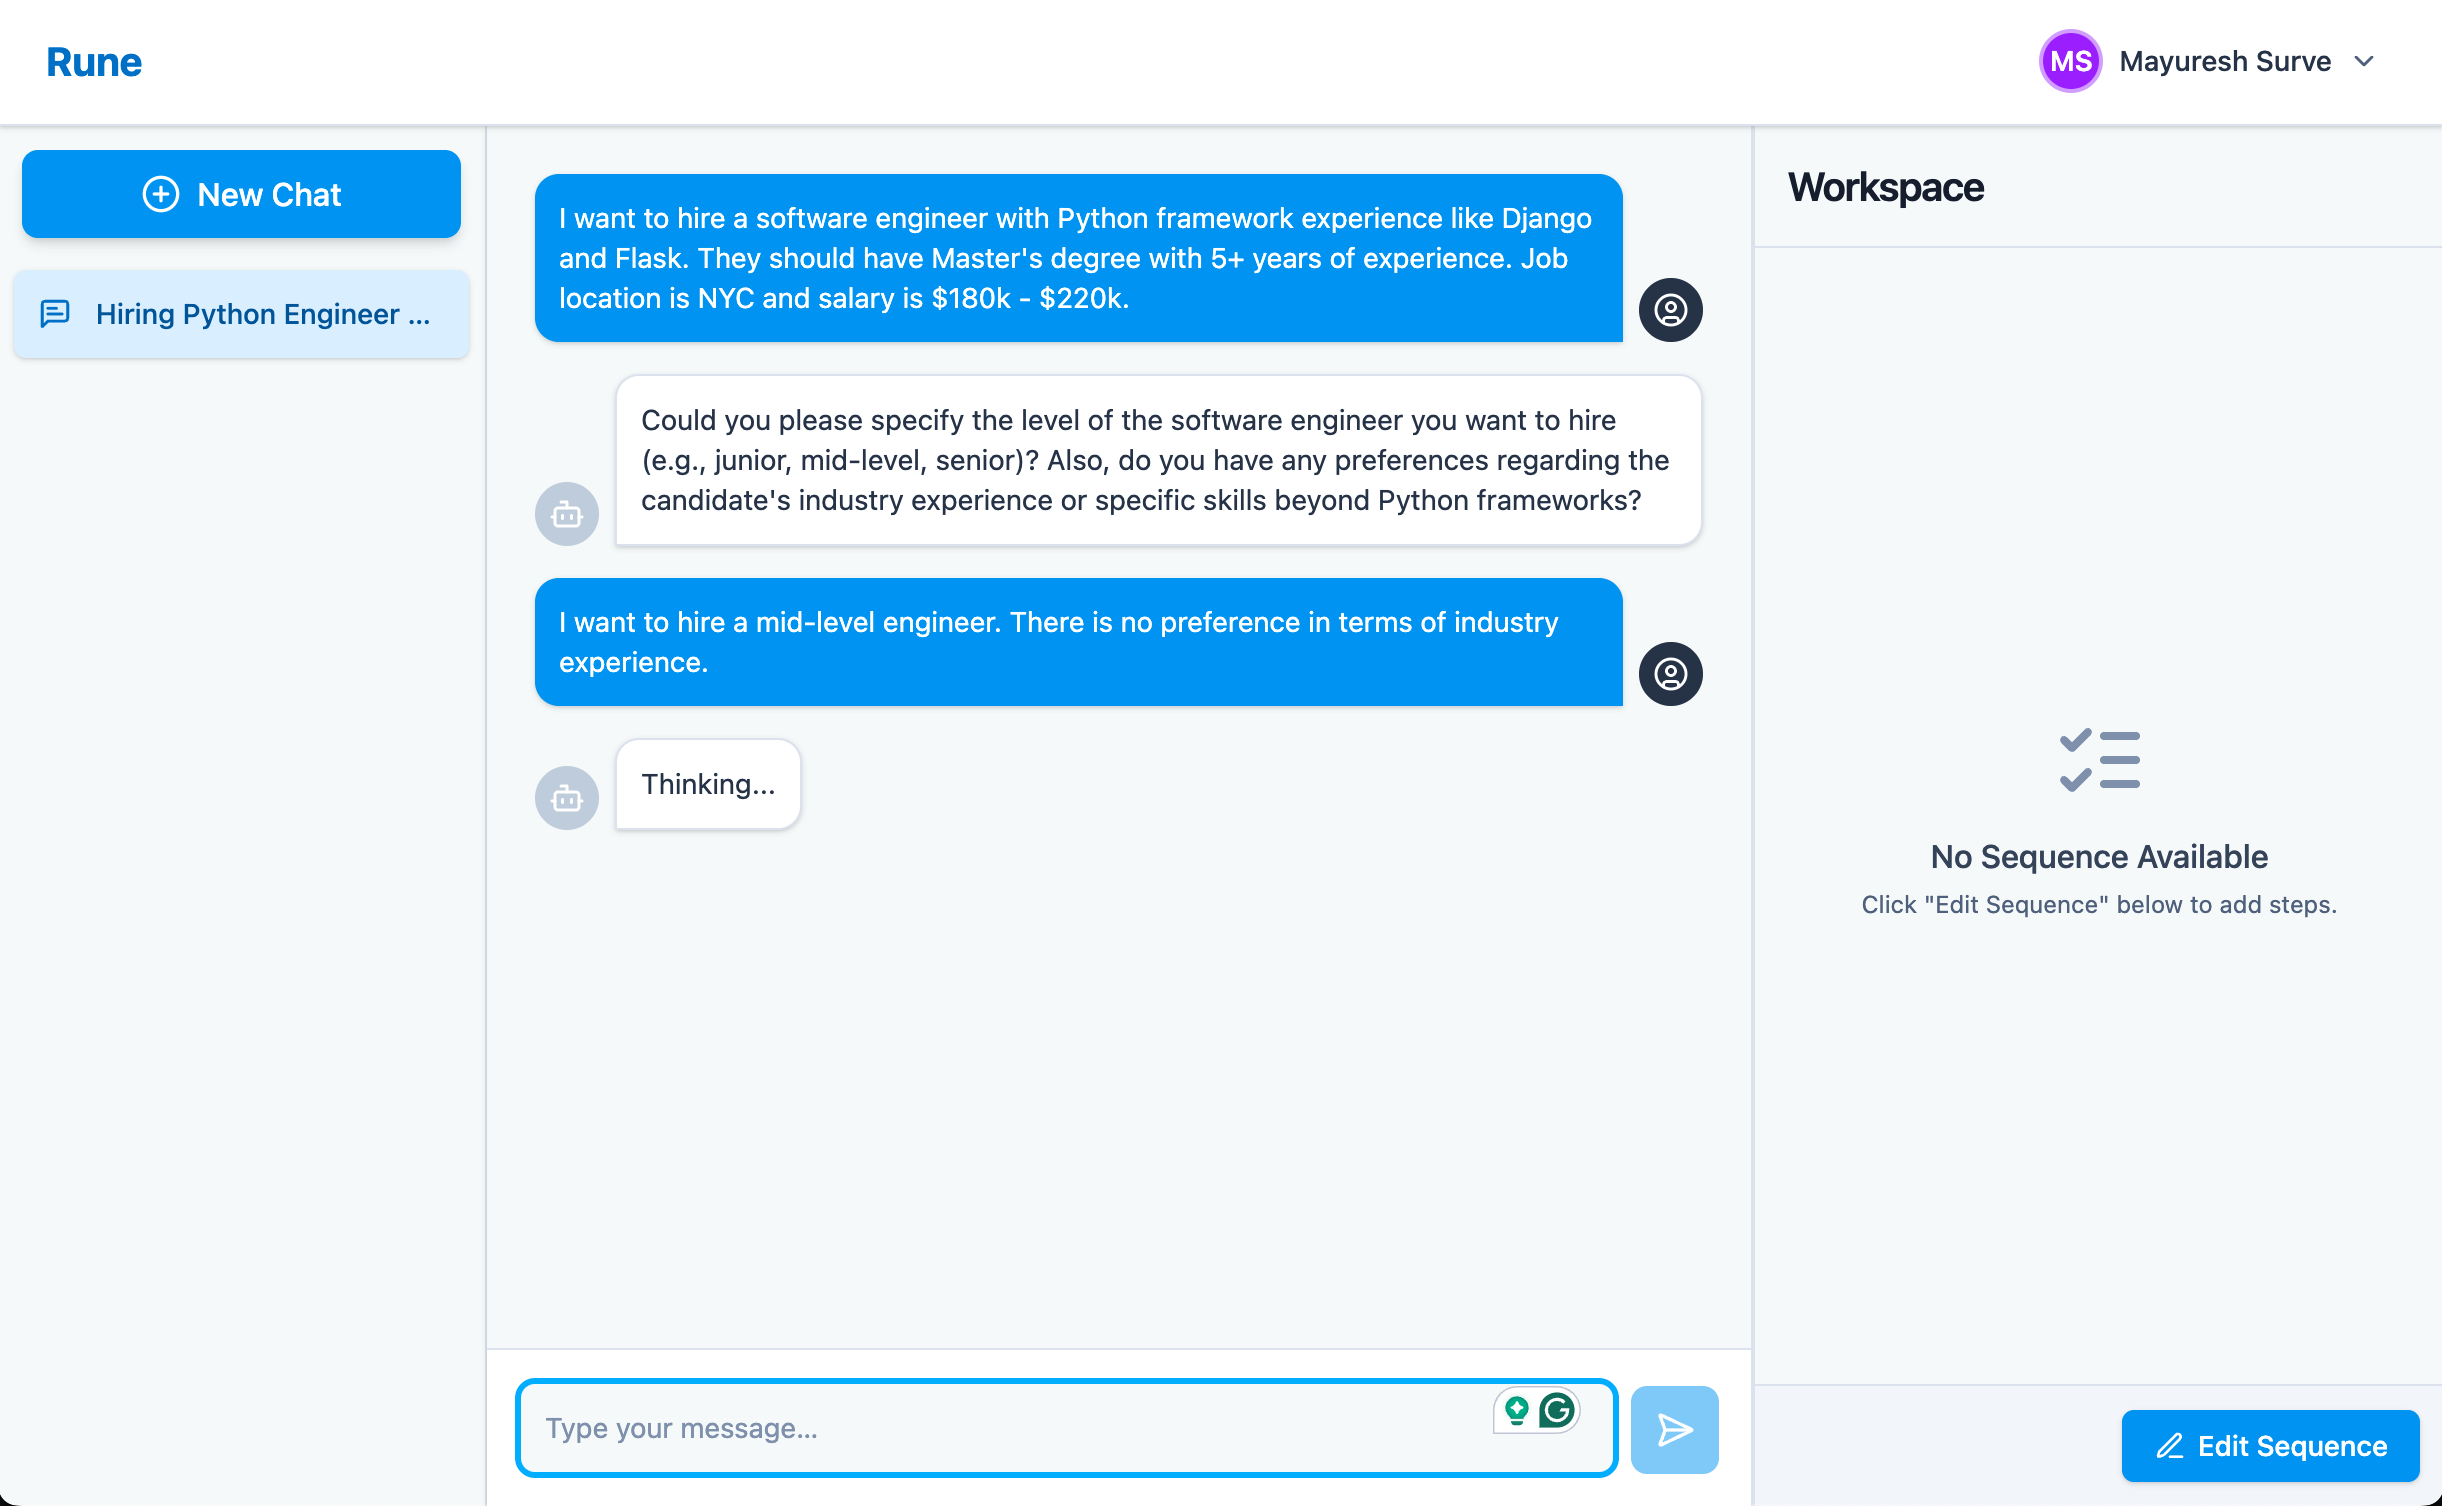 Rune
MS Mayuresh Surve
New Chat
Hiring Python Engineer ...
I want to hire a software engineer with Python framework experience like Django
and Flask. They should have Master's degree with 5+ years of experience. Job
location is NYC and salary is $180k - $220k.
Could you please specify the level of the software engineer you want to hire
(e.g., junior, mid-level, senior)? Also, do you have any preferences regarding the
candidate's industry experience or specific skills beyond Python frameworks?
I want to hire a mid-level engineer. There is no preference in terms of industry
experience.
Thinking...
Type your message...
Workspace
No Sequence Available
Click "Edit Sequence" below to add steps.
Edit Sequence